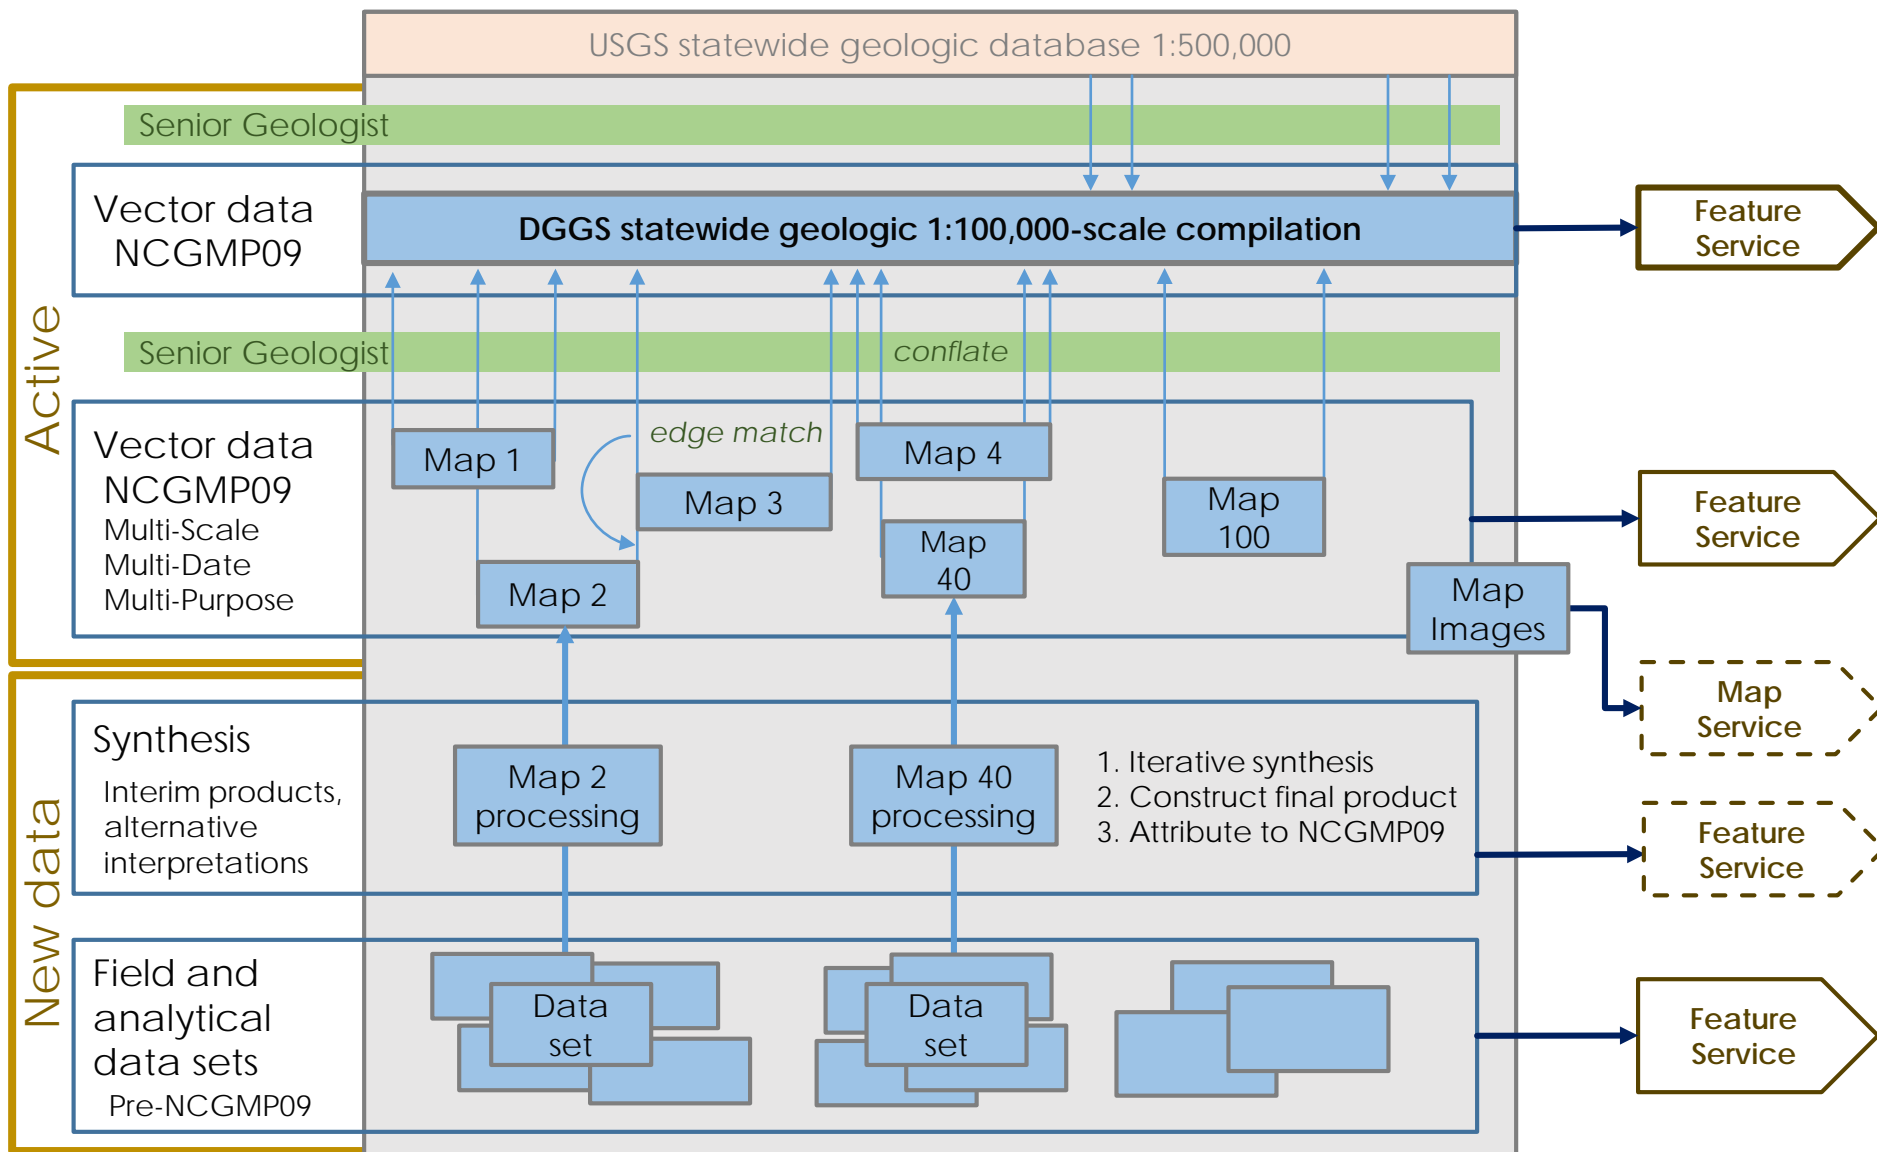 USGS statewide geologic database 1:500,000
Active
Senior Geologist
Vector data
NCGMP09
DGGS statewide geologic 1:100,000-scale compilation
Feature
Service
Senior Geologist
conflate
Vector data
NCGMP09
Multi-Scale
Multi-Date
Multi-Purpose
Map 1
edge match
Map 3
Map 2
Map 4
Map
40
Map
100
Feature
Service
Map
Images
Map
Service
New data
Synthesis
Interim products,
alternative
interpretations
Map 2
processing
Map 40
processing
1. Iterative synthesis
2. Construct final product
3. Attribute to NCGMP09
Feature
Service
Field and
analytical
data sets
Pre-NCGMP09
Data
set
Data
set
Feature
Service